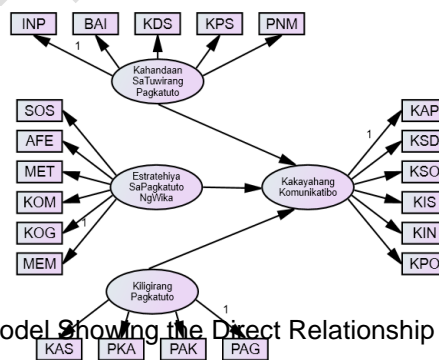 INP BAI KDS KPS PNM
1
Kahandaan
SaTuwirang
Pagkatuto
SOS
AFE
MET
KOM
KOG
MEM
1
Estratehiya
SaPagkatuto
NgWika
Kakayahang
Komunikatibo
1
KAP
KSD
KSO
KIS
KIN
KPO
Kiligirang
Pagkatuto
1
odel Showing the Direct Relationship
KAS PKA PAK PAG